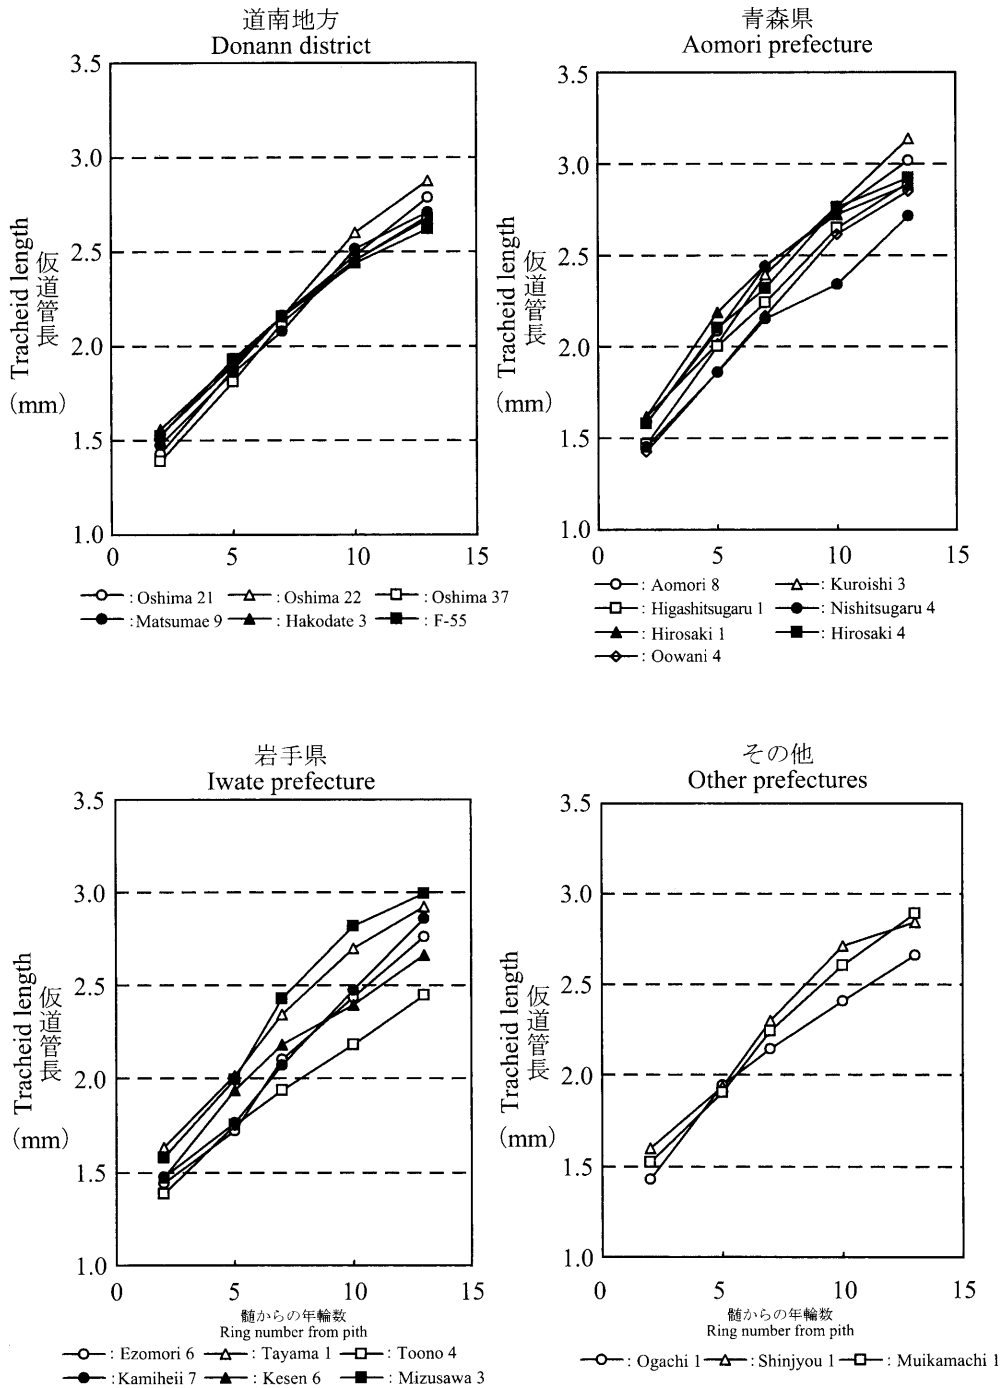 道南地方
Donann district
3.5
3.0
2.5
2.0
1.5
1.0
0 5 10 15
Tracheid length
仮道管長
(mm)
: Oshima 21 : Oshima 22 : Oshima 37
: Matsumae 9 : Hakodate 3 : F-55
青森県
Aomori prefecture
3.5
3.0
2.5
2.0
1.5
1.0
0 5 10 15
Tracheid length
仮道管長
(mm)
: Aomori 8 : Kuroishi 3
: Higashitsugaru 1 : Nishitsugaru 4
: Hirosaki 1 : Hirosaki 4
: Oowani 4
岩手県
Iwate prefecture
3.5
3.0
2.5
2.0
1.5
1.0
0 5 10 15
Tracheid length
仮道管長
(mm)
髄からの年輪数
Ring number from pith
: Ezomori 6 : Tayama 1 : Toono 4
: Kamiheii 7 : Kesen 6 : Mizusawa 3
その他
Other prefectures
3.5
3.0
2.5
2.0
1.5
1.0
0 5 10 15
Tracheid length
仮道管長
(mm)
髄からの年輪数
Ring number from pith
: Ogachi 1 : Shinjyou 1 : Muikamachi 1